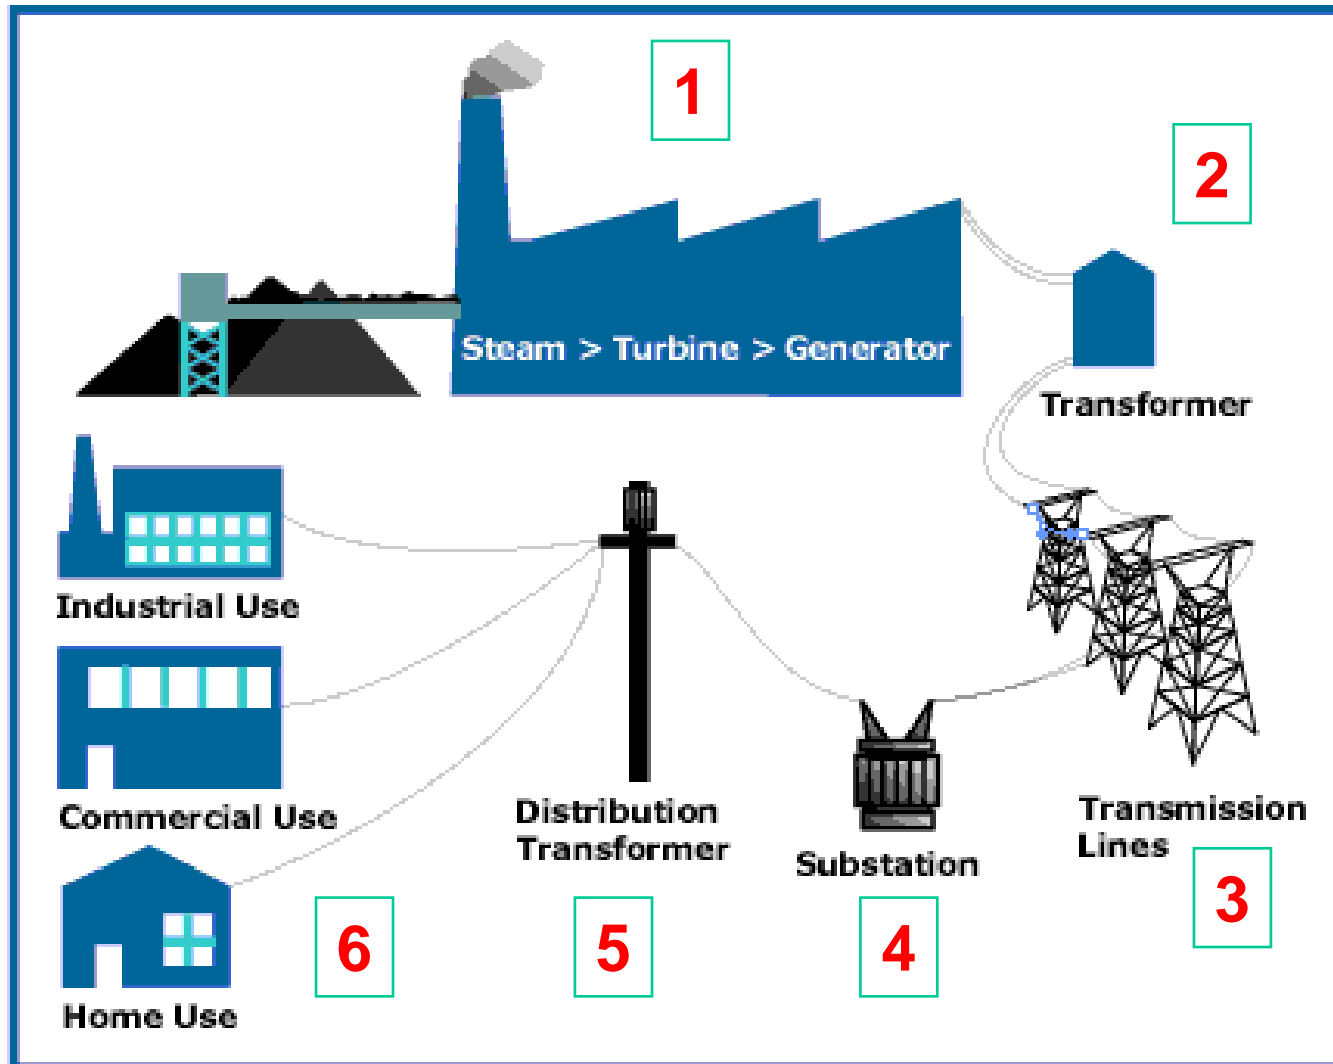 1
2
Steam > Turbine > Generator
Transformer
Industrial Use
Commercial Use
Distribution
Transformer
Transmission
Lines
Substation
3
6
5
4
Home Use